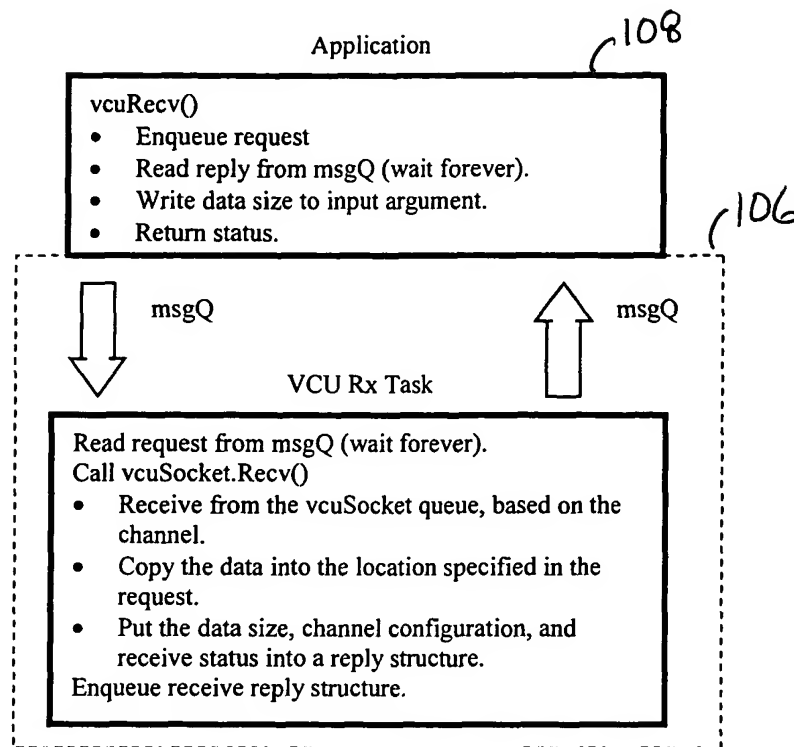 Application
108
vcuRecv()
• Enqueue request
• Read reply from msgQ (wait forever).
• Write data size to input argument.
• Return status.
106
msgQ
msgQ
VCU Rx Task
Read request from msgQ (wait forever).
Call vcuSocket.Recv()
• Receive from the vcuSocket queue, based on the
channel.
• Copy the data into the location specified in the
request.
• Put the data size, channel configuration, and
receive status into a reply structure.
Enqueue receive reply structure.